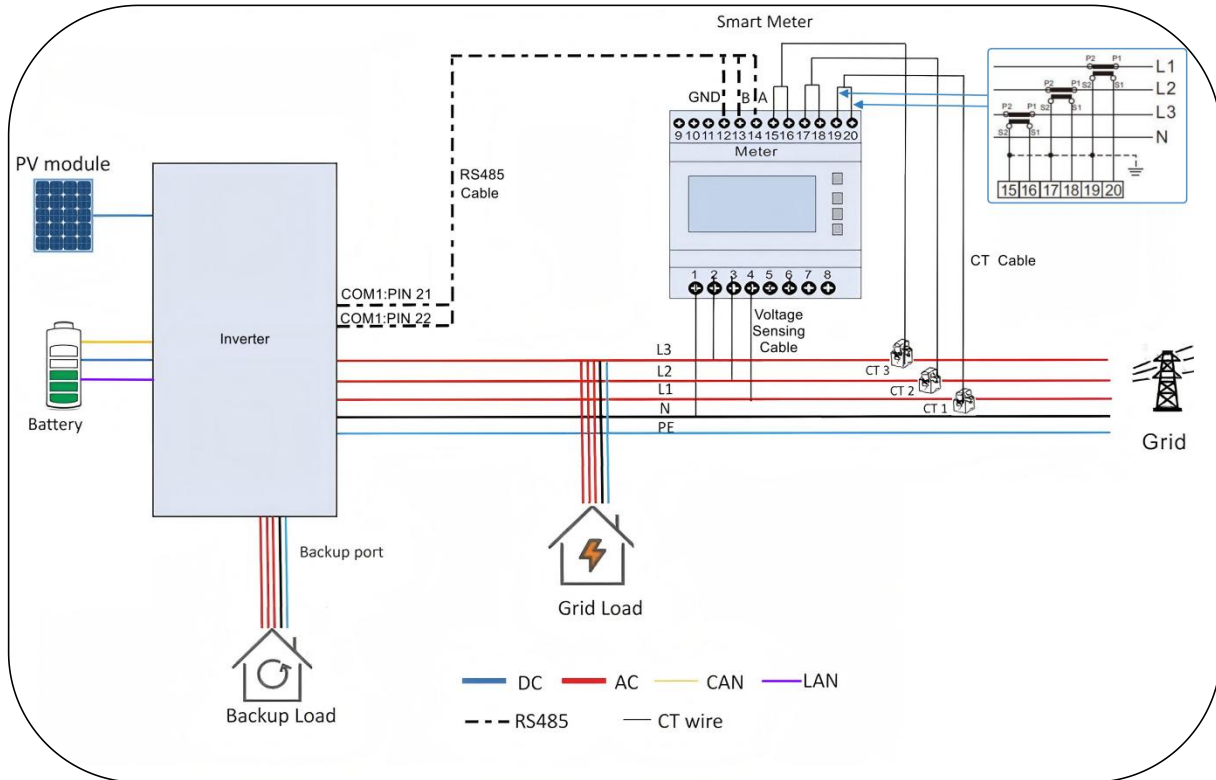 Smart Meter
P2 P1 L1
P2 P1 S2 S1 L2
P2 P1 S2 S1 L3
S2 S1 N
15 16 17 18 19 20
GND B A
9 10 11 12 13 14 15 16 17 18 19 20
Meter
PV module
RS485
Cable
CT Cable
1 2 3 4 5 6 7 8
COM1:PIN 21
COM1:PIN 22
Voltage
Sensing
Cable
Inverter
L3
CT 3
L2
CT 2
L1
CT 1
N
PE
Battery
Grid
Backup port
Grid Load
Backup Load
DC AC CAN LAN
RS485 CT wire